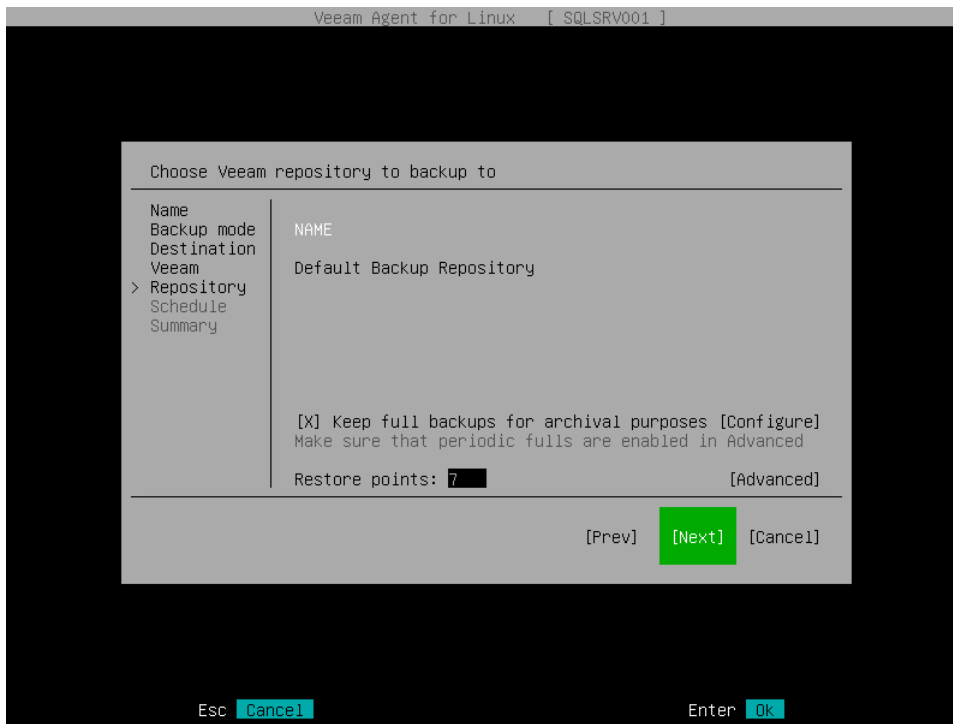 Veeam Agent for Linux [ SQLSRV001 ]
Choose Veeam repository to backup to
Name
Backup mode
Destination
Veeam
> Repository
Schedule
Summary
NAME
Default Backup Repository
[X] Keep full backups for archival purposes [Configure]
Make sure that periodic fulls are enabled in Advanced
Restore points: 7 [Advanced]
[Prev] [Next] [Cancel]
Esc Cancel Enter Ok